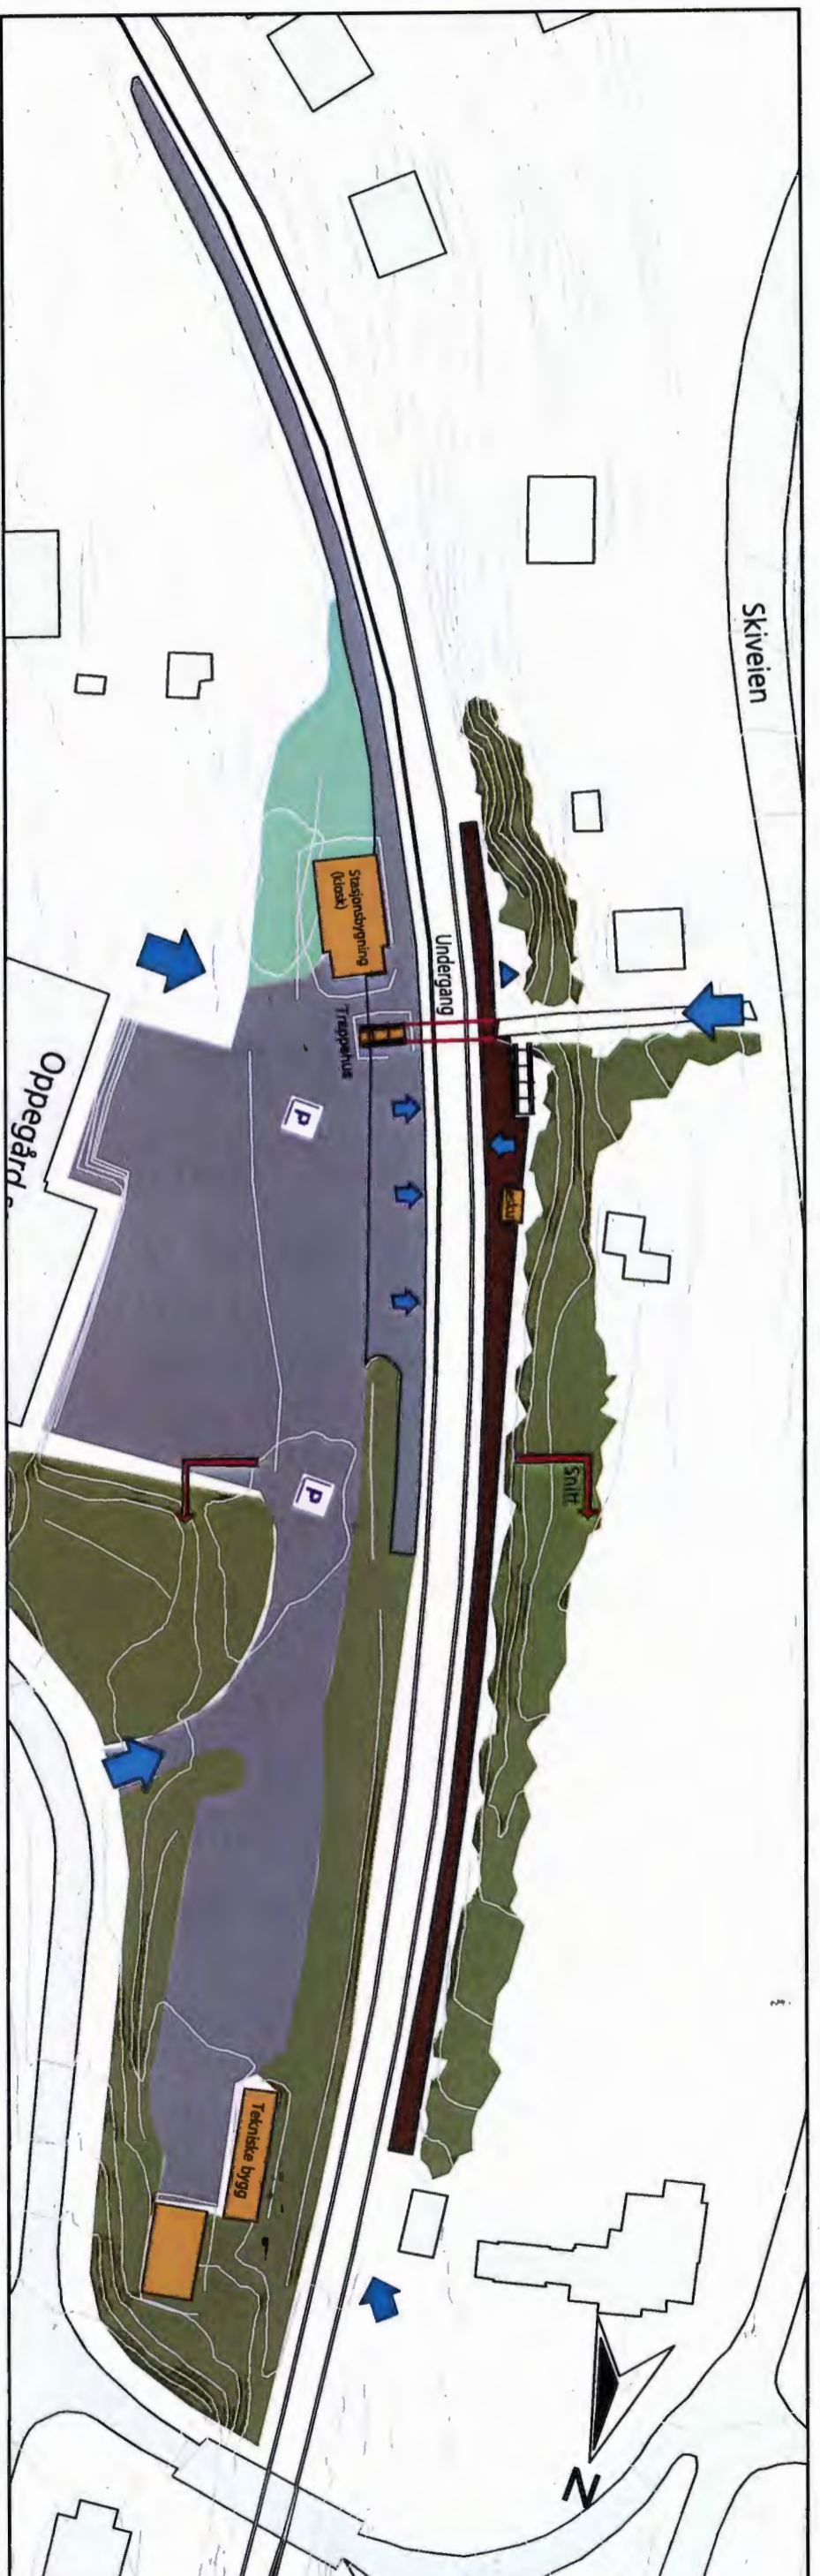 Skiveien
Stasjonsbygning
(kiosk)
Undergang
Trappehus
P
Oppegård
P
Snitt
Tekniske bygg
N